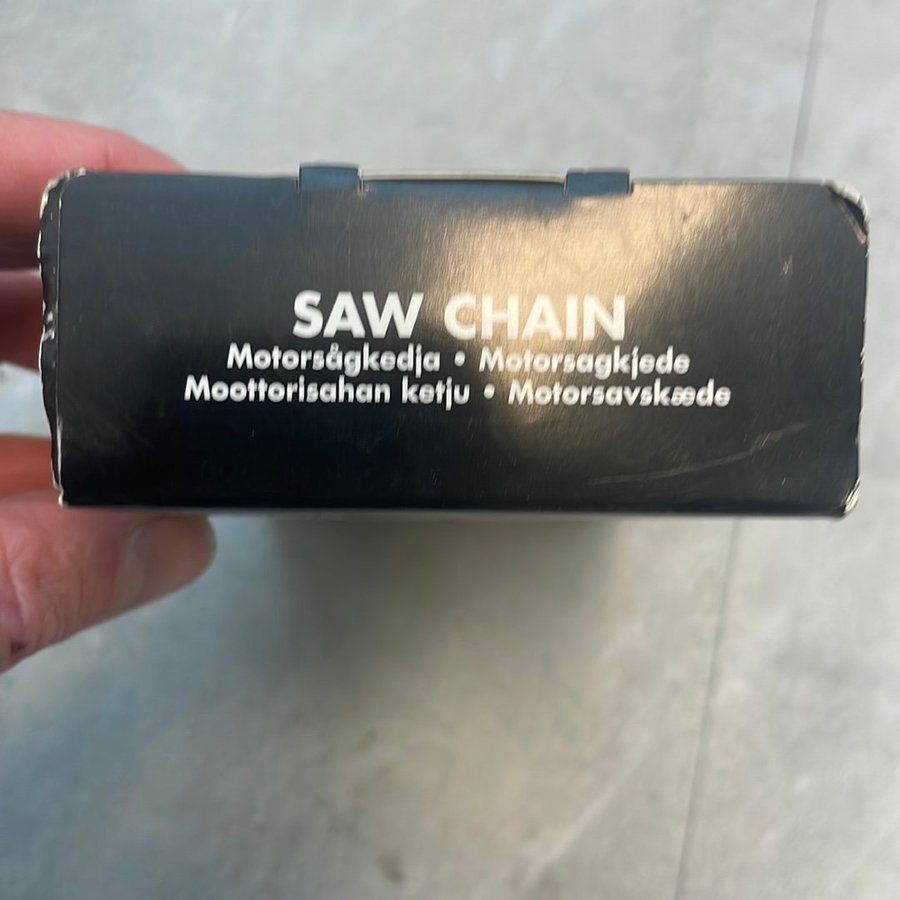 SAW CHAIN
Motorsågkedja • Motorsagkjede
Moottorisahan ketju • Motorsavskæde